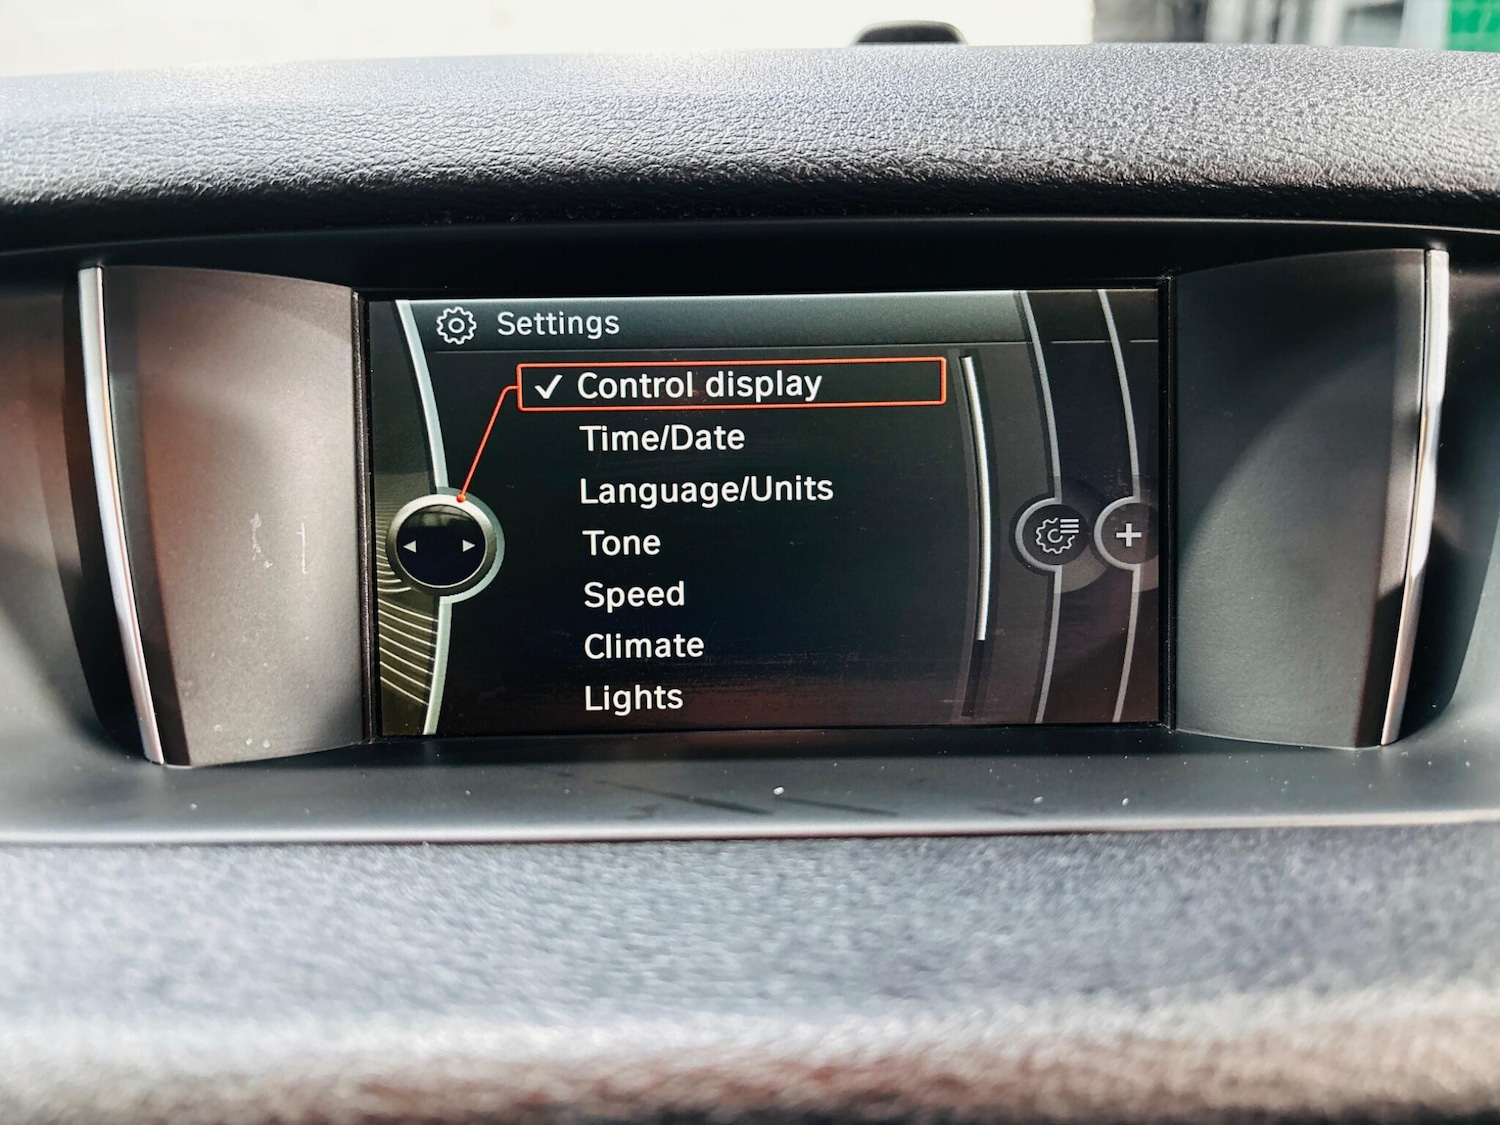 Settings
✓ Control display
Time/Date
Language/Units
Tone
Speed
Climate
Lights